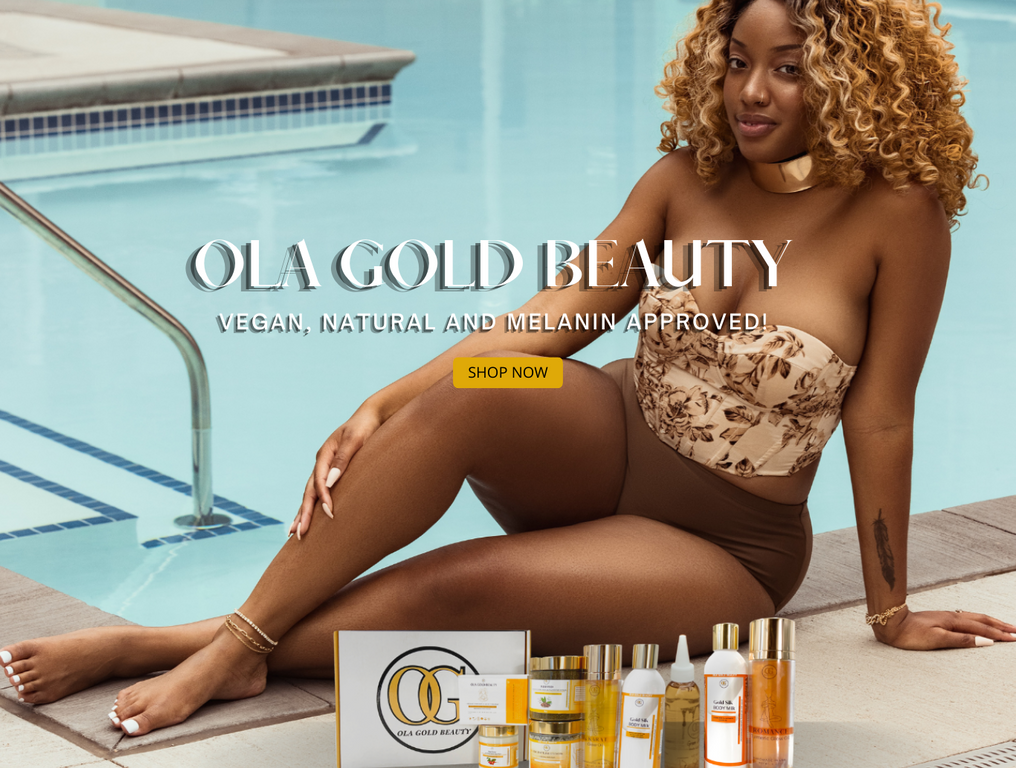 OLA GOLD BEAUTY
VEGAN, NATURAL AND MELANIN APPROVED!
SHOP NOW
OG
OLA GOLD BEAUTY
Gold Silk
BODY MILK
Gold Silk
BODY MILK